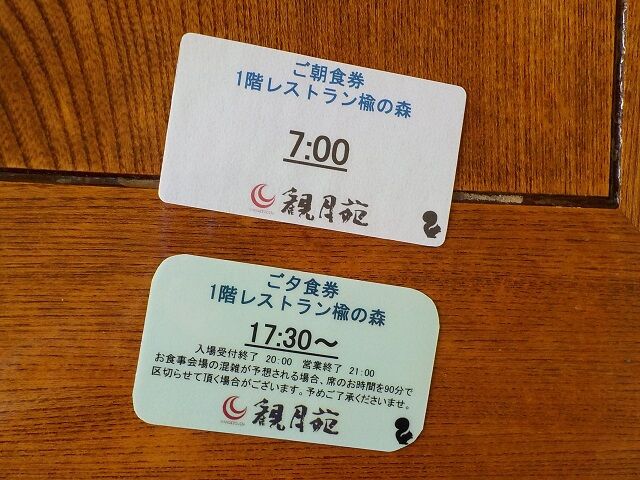 ご朝食券
1階レストラン楡の森
7:00
観月苑
ご夕食券
1階レストラン楡の森
17:30～
入場受付終了 20:00 営業終了 21:00
お食事会場の混雑が予想される場合、席のお時間を90分で
区切らせて頂く場合がございます。予めご了承くださいませ。
観月苑